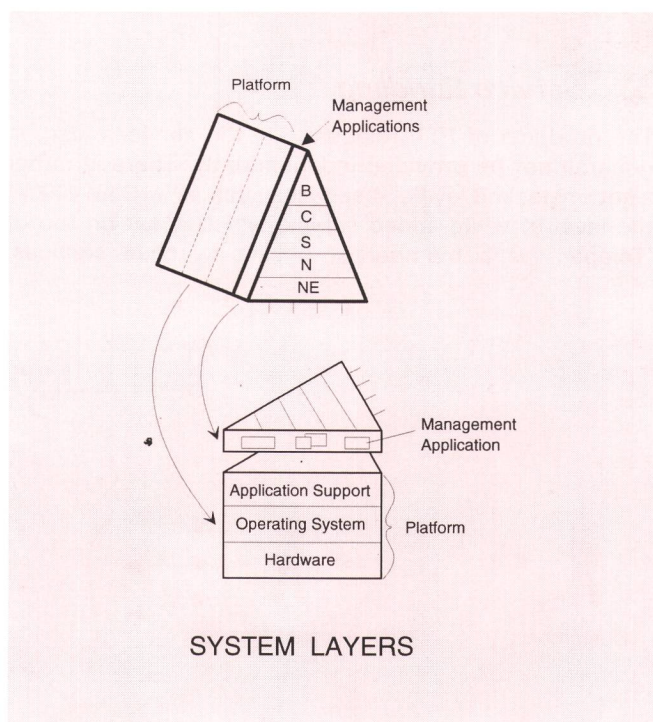 Platform
Management
Applications
B
C
S
N
NE
Management
Application
Application Support
Operating System
Platform
Hardware
SYSTEM LAYERS